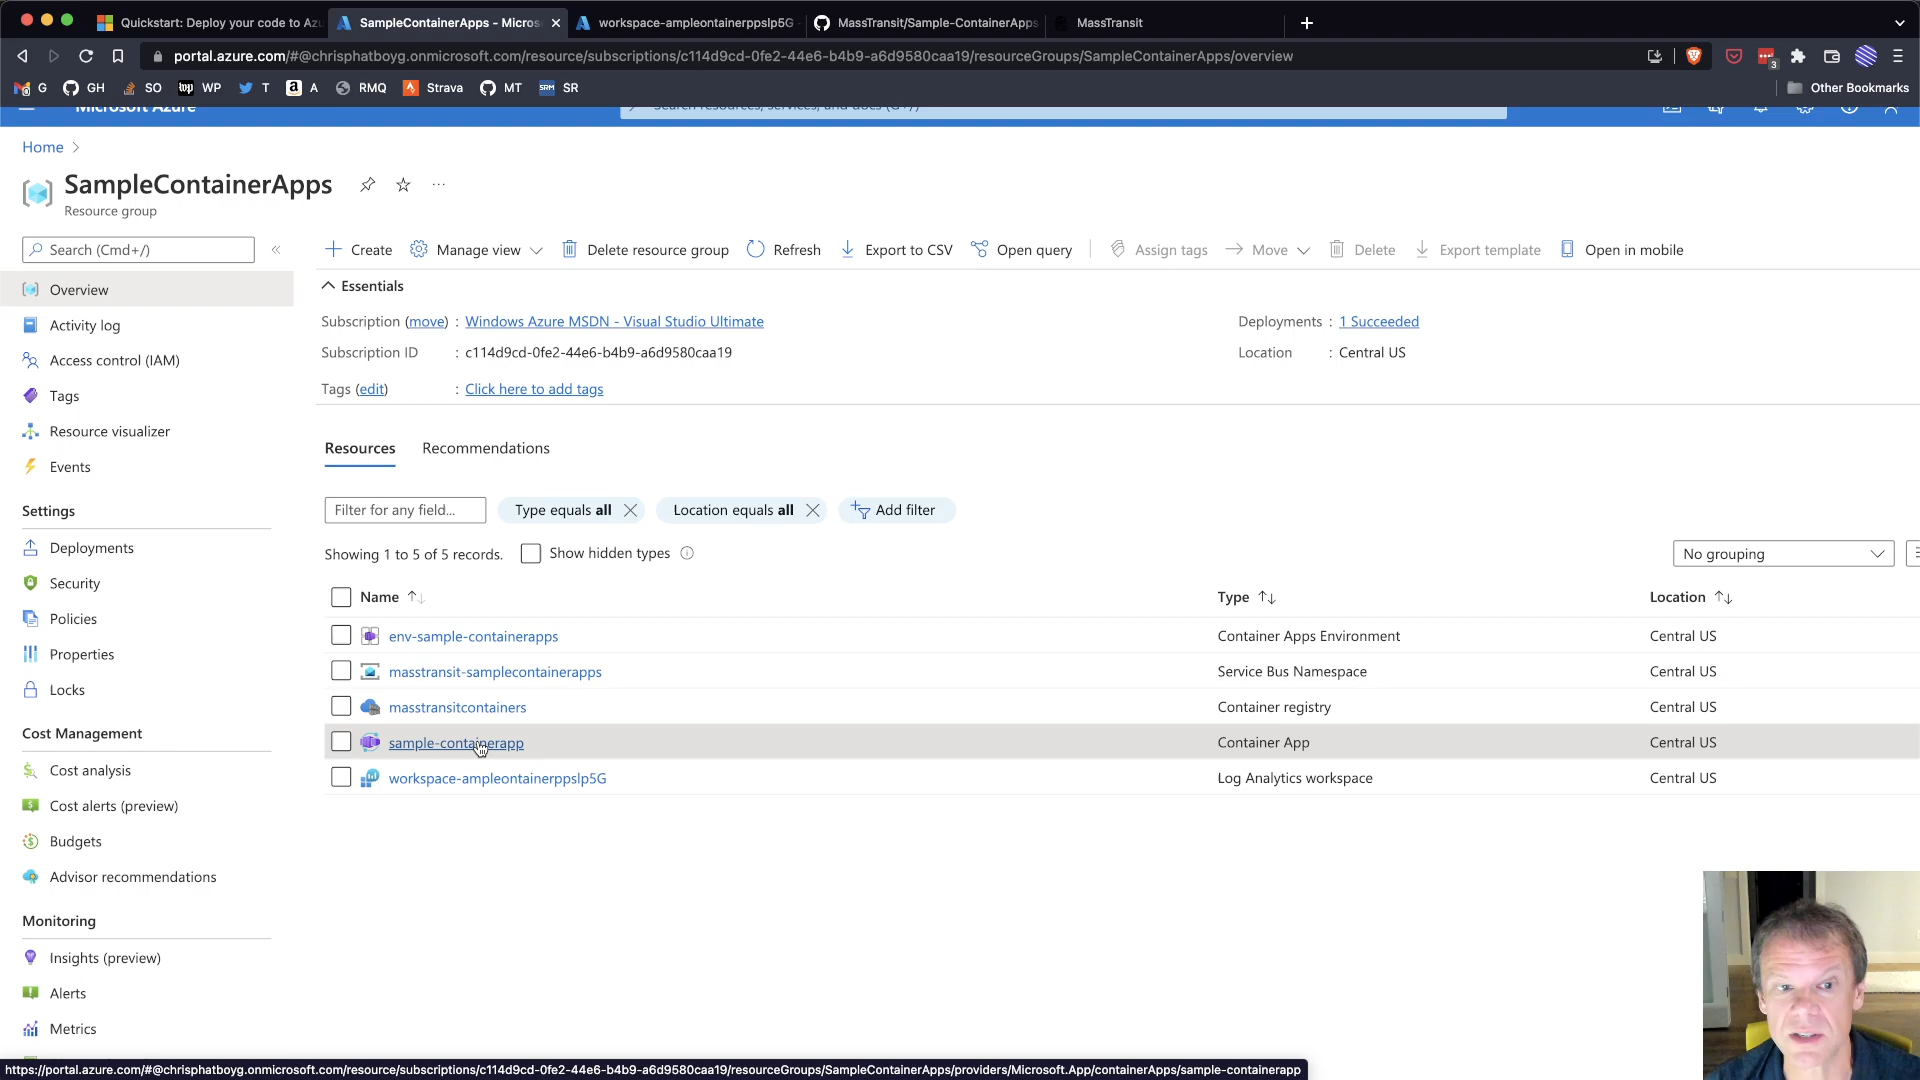 Quickstart: Deploy your code to Az
SampleContainerApps - Micros
workspace-ampleontainerppslp5G
MassTransit/Sample-ContainerApps
MassTransit
portal.azure.com/#@chrisphatboyg.onmicrosoft.com/resource/subscriptions/c114d9cd-0fe2-44e6-b4b9-a6d9580caa19/resourceGroups/SampleContainerApps/overview
3
G
GH
SO
WP
T
A
RMQ
Strava
MT
SR
Other Bookmarks
Microsoft Azure
Search resources, services, and docs (G+/)
Home
SampleContainerApps
Resource group
Search (Cmd+/)
Create
Manage view
Delete resource group
Refresh
Export to CSV
Open query
Assign tags
Move
Delete
Export template
Open in mobile
Overview
Activity log
Access control (IAM)
Tags
Resource visualizer
Events
Settings
Deployments
Security
Policies
Properties
Locks
Cost Management
Cost analysis
Cost alerts (preview)
Budgets
Advisor recommendations
Monitoring
Insights (preview)
Alerts
Metrics
Essentials
Subscription (move) : Windows Azure MSDN - Visual Studio Ultimate
Deployments : 1 Succeeded
Subscription ID : c114d9cd-0fe2-44e6-b4b9-a6d9580caa19
Location : Central US
Tags (edit) : Click here to add tags
Resources
Recommendations
Filter for any field...
Type equals all
Location equals all
Add filter
Showing 1 to 5 of 5 records.
Show hidden types
No grouping
Name
Type
Location
env-sample-containerapps
Container Apps Environment
Central US
masstransit-samplecontainerapps
Service Bus Namespace
Central US
masstransitcontainers
Container registry
Central US
sample-containerapp
Container App
Central US
workspace-ampleontainerppslp5G
Log Analytics workspace
Central US
https://portal.azure.com/#@chrisphatboyg.onmicrosoft.com/resource/subscriptions/c114d9cd-0fe2-44e6-b4b9-a6d9580caa19/resourceGroups/SampleContainerApps/providers/Microsoft.App/containerApps/sample-containerapp